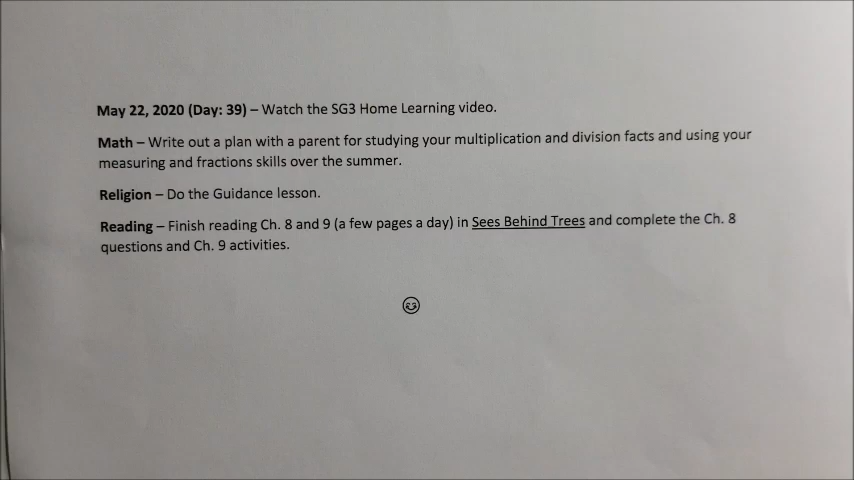 May 22, 2020 (Day: 39) – Watch the SG3 Home Learning video.
Math – Write out a plan with a parent for studying your multiplication and division facts and using your
measuring and fractions skills over the summer.
Religion – Do the Guidance lesson.
Reading – Finish reading Ch. 8 and 9 (a few pages a day) in Sees Behind Trees and complete the Ch. 8
questions and Ch. 9 activities.